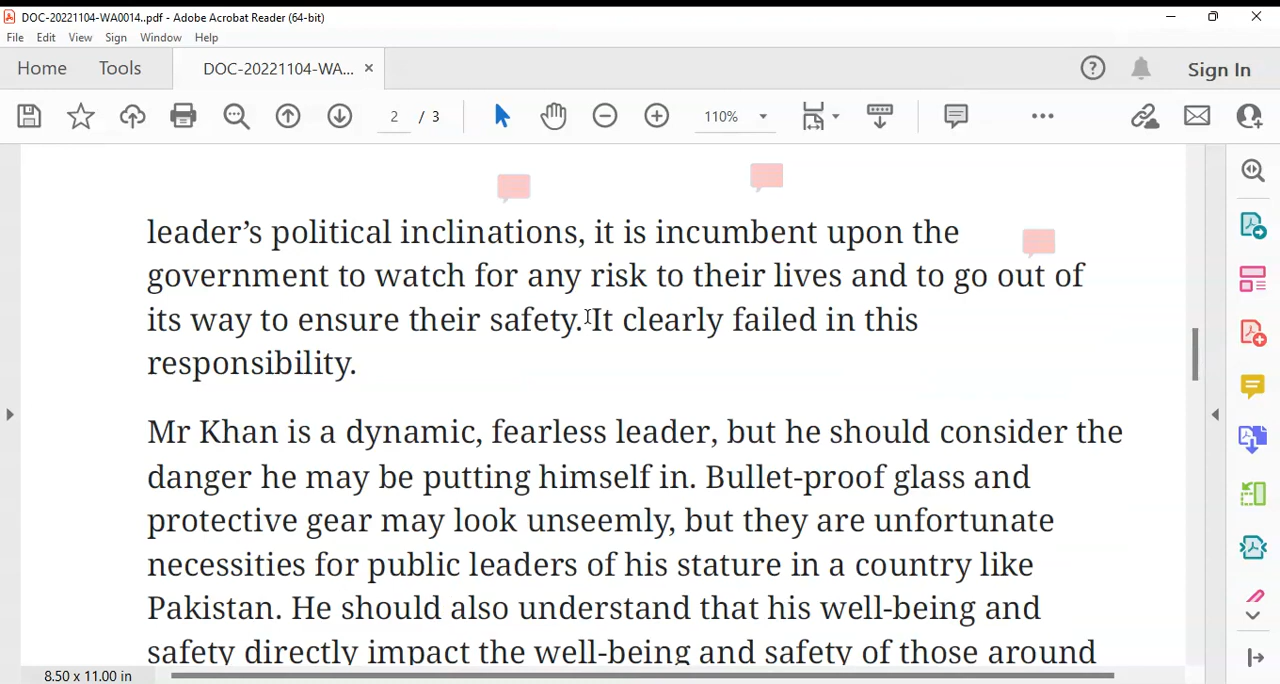 DOC-20221104-WA0014..pdf - Adobe Acrobat Reader (64-bit)
File Edit View Sign Window Help
Home Tools DOC-20221104-WA... × Sign In
2 / 3 110%
leader’s political inclinations, it is incumbent upon the
government to watch for any risk to their lives and to go out of
its way to ensure their safety. It clearly failed in this
responsibility.
Mr Khan is a dynamic, fearless leader, but he should consider the
danger he may be putting himself in. Bullet-proof glass and
protective gear may look unseemly, but they are unfortunate
necessities for public leaders of his stature in a country like
Pakistan. He should also understand that his well-being and
safety directly impact the well-being and safety of those around
8.50 x 11.00 in